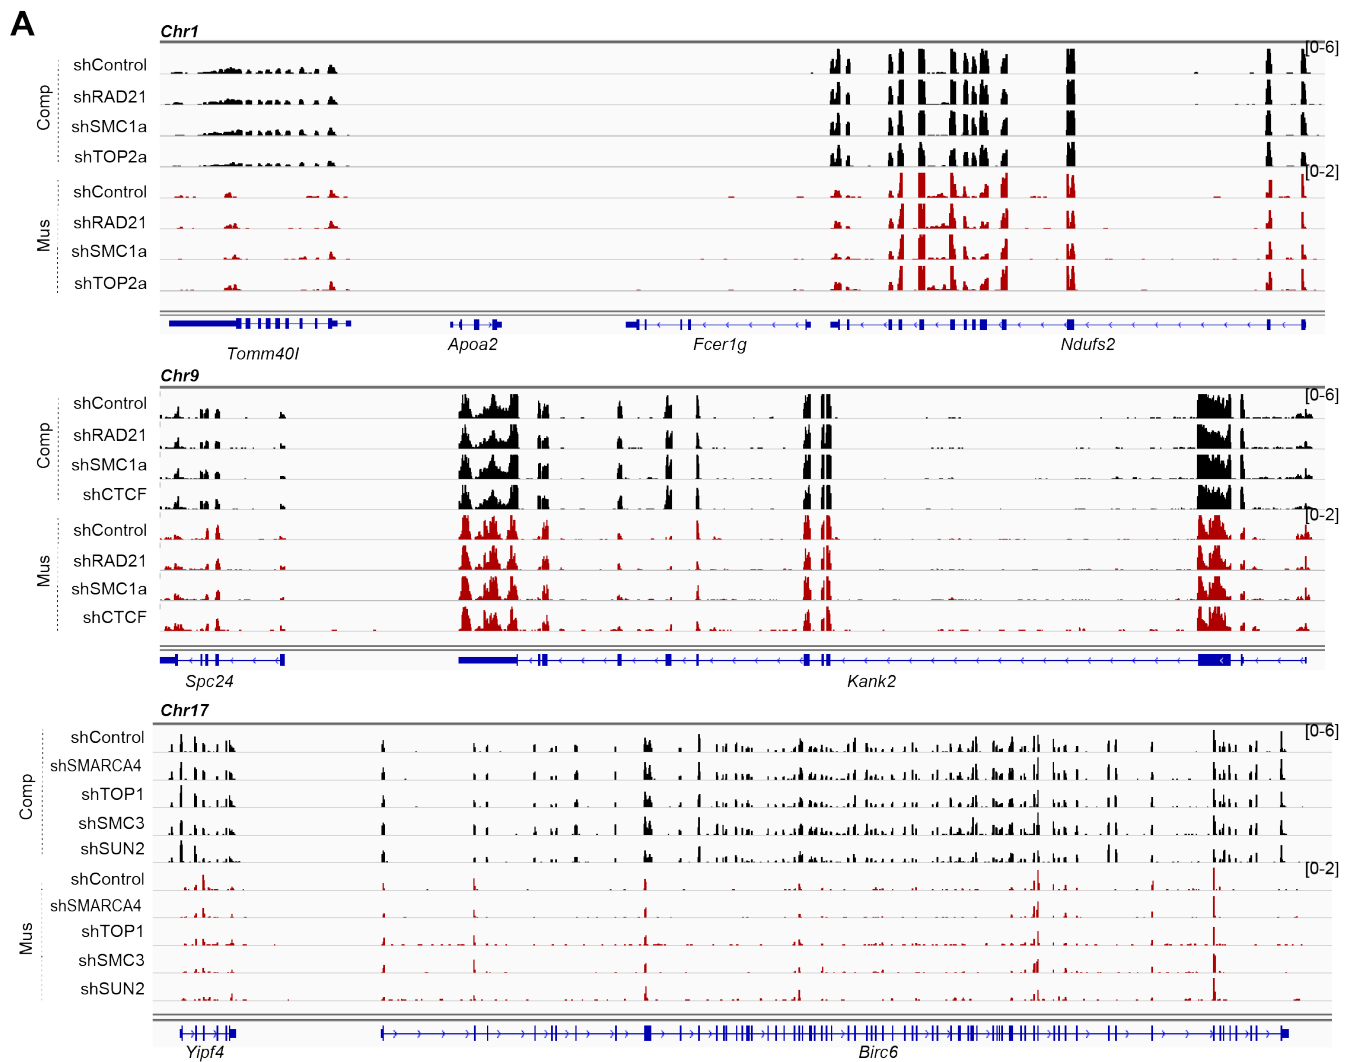 A
Chr1
[0-6]
Comp
shControl
shRAD21
shSMC1a
shTOP2a
[0-2]
Mus
shControl
shRAD21
shSMC1a
shTOP2a
Tomm40l
Apoa2
Fcer1g
Ndufs2
Chr9
[0-6]
Comp
shControl
shRAD21
shSMC1a
shCTCF
[0-2]
Mus
shControl
shRAD21
shSMC1a
shCTCF
Spc24
Kank2
Chr17
[0-6]
Comp
shControl
shSMARCA4
shTOP1
shSMC3
shSUN2
[0-2]
Mus
shControl
shSMARCA4
shTOP1
shSMC3
shSUN2
Yipf4
Birc6